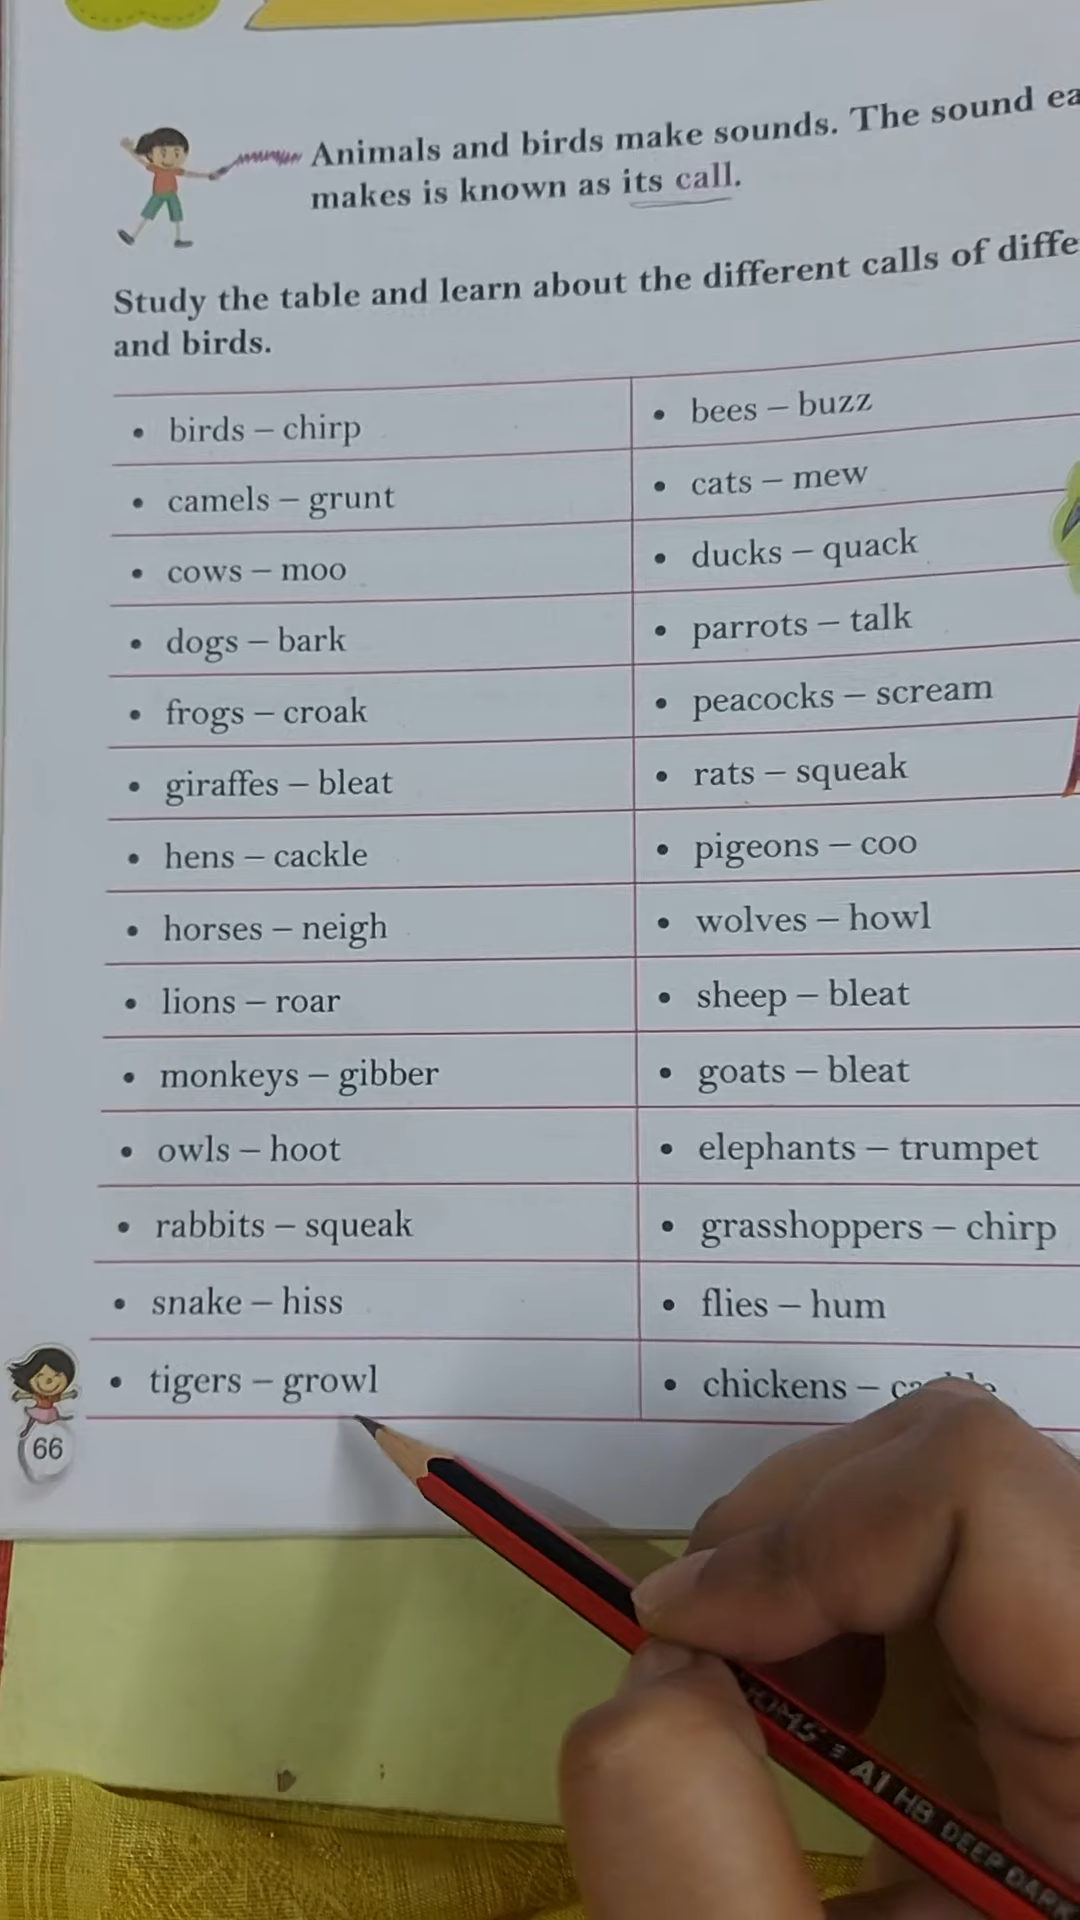 Animals and birds make sounds. The sound
makes is known as its call.
Study the table and learn about the different calls of
and birds.
• birds – chirp
• camels – grunt
• cows – moo
• dogs – bark
• frogs – croak
• giraffes – bleat
• hens – cackle
• horses – neigh
• lions – roar
• monkeys – gibber
• owls – hoot
• rabbits – squeak
• snake – hiss
• tigers – growl
• bees – buzz
• cats – mew
• ducks – quack
• parrots – talk
• peacocks – scream
• rats – squeak
• pigeons – coo
• wolves – howl
• sheep – bleat
• goats – bleat
• elephants – trumpet
• grasshoppers – chirp
• flies – hum
• chickens –
66
A1 HB DEEP DARK